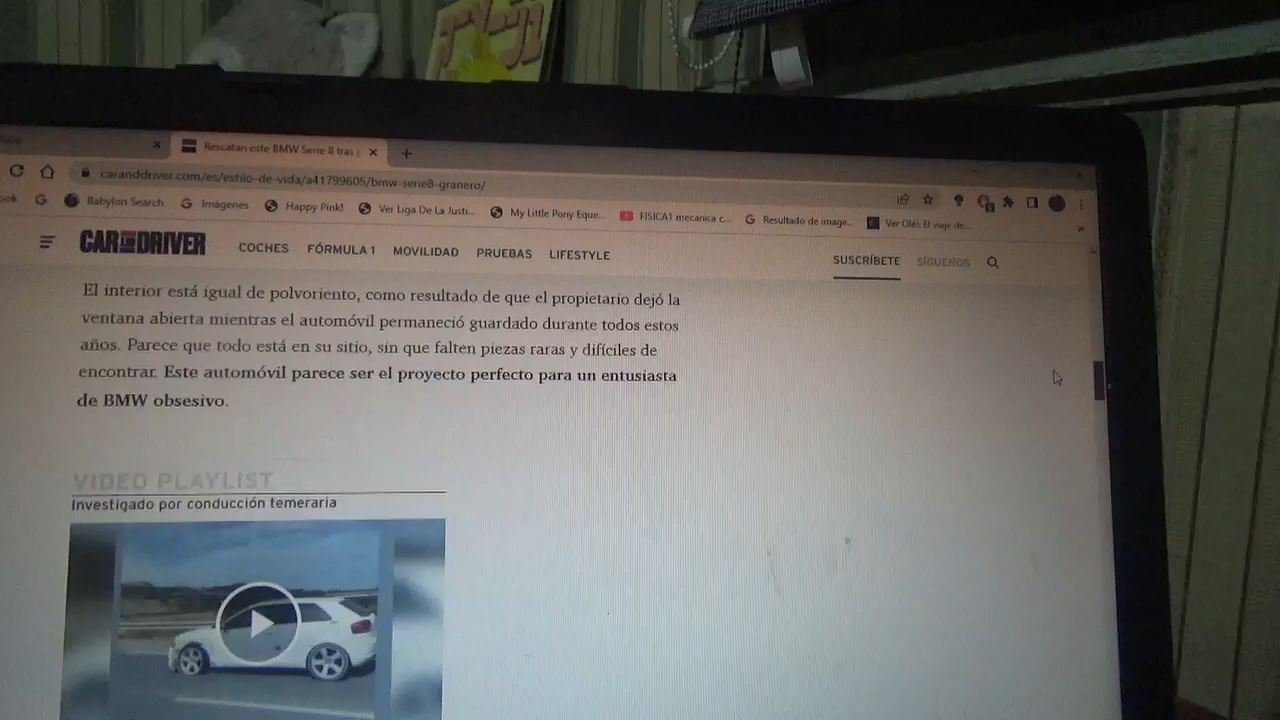 Rescatan este BMW Serie 8 tras
caranddriver.com/es/estilo-de-vida/a41799605/bmw-serie8-granero/
ook
Babylon Search
Imágenes
Happy Pink!
Ver Liga De La Justi...
My Little Pony Eque...
FISICA1 mecanica c...
Resultado de image...
Ver Olé!: El viaje de...
CAR AND DRIVER
COCHES FÓRMULA 1 MOVILIDAD PRUEBAS LIFESTYLE
SUSCRÍBETE SÍGUENOS
El interior está igual de polvoriento, como resultado de que el propietario dejó la
ventana abierta mientras el automóvil permaneció guardado durante todos estos
años. Parece que todo está en su sitio, sin que falten piezas raras y difíciles de
encontrar. Este automóvil parece ser el proyecto perfecto para un entusiasta
de BMW obsesivo.
VIDEO PLAYLIST
Investigado por conducción temeraria